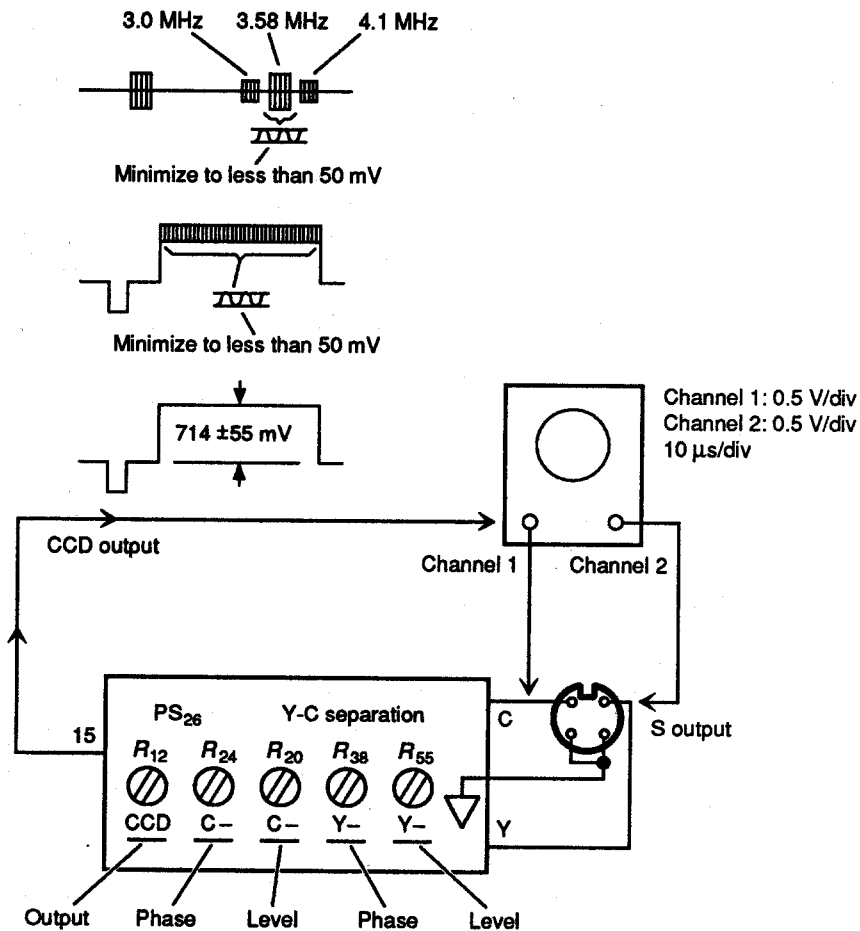 3.0 MHz 3.58 MHz 4.1 MHz
Minimize to less than 50 mV
Minimize to less than 50 mV
714 ±55 mV
Channel 1: 0.5 V/div
Channel 2: 0.5 V/div
10 μs/div
CCD output
Channel 1 Channel 2
PS26 Y-C separation
C
S output
15
R12 R24 R20 R38 R55
CCD C– C– Y– Y–
Y
Output Phase Level Phase Level